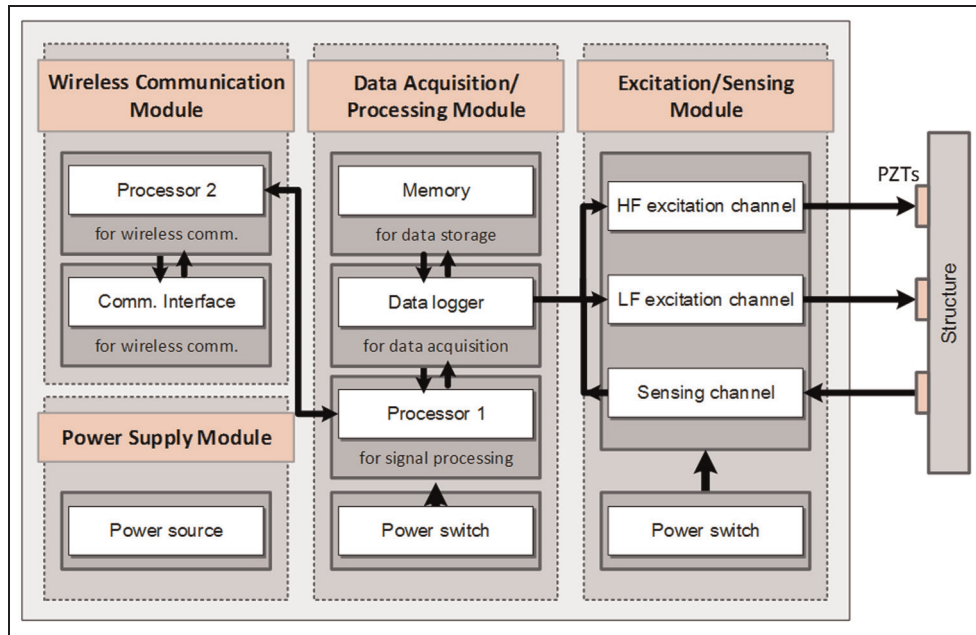 Wireless Communication
Module
Processor 2
for wireless comm.
Comm. Interface
for wireless comm.
Power Supply Module
Power source
Data Acquisition/
Processing Module
Memory
for data storage
Data logger
for data acquisition
Processor 1
for signal processing
Power switch
Excitation/Sensing
Module
HF excitation channel
LF excitation channel
Sensing channel
Power switch
PZTs
Structure